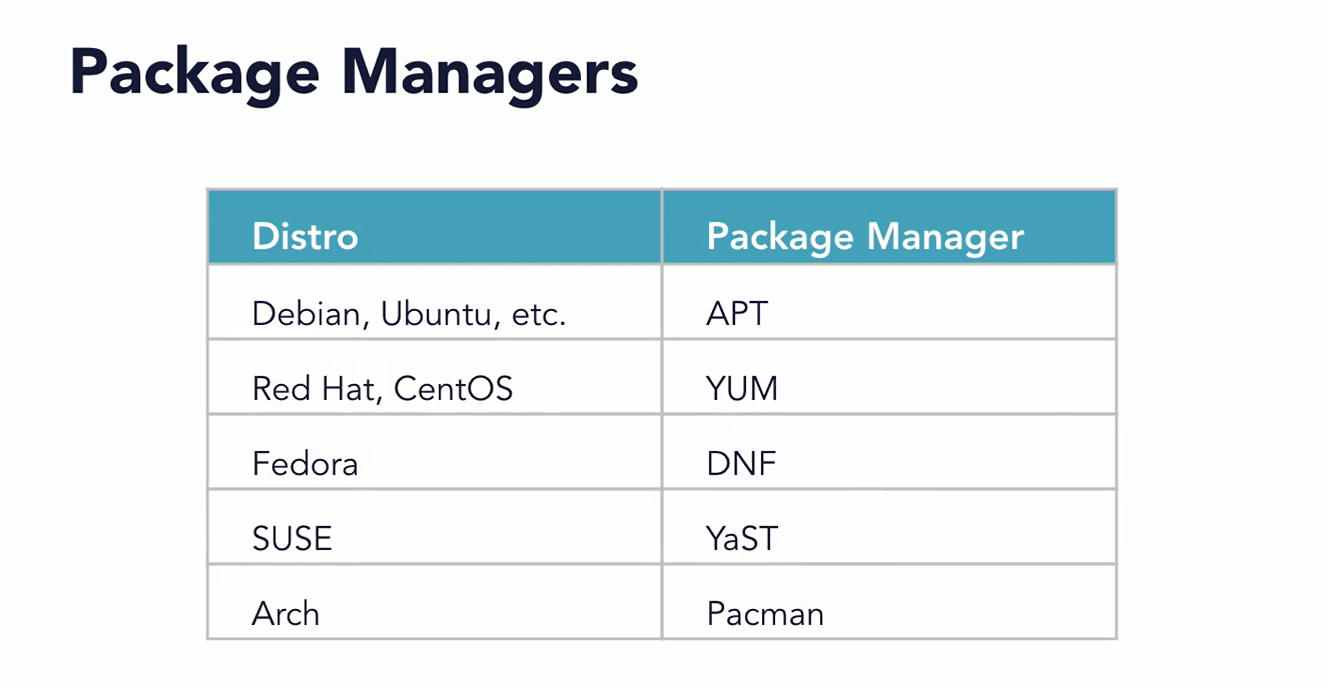 Package Managers
Distro Package Manager
Debian, Ubuntu, etc. APT
Red Hat, CentOS YUM
Fedora DNF
SUSE YaST
Arch Pacman